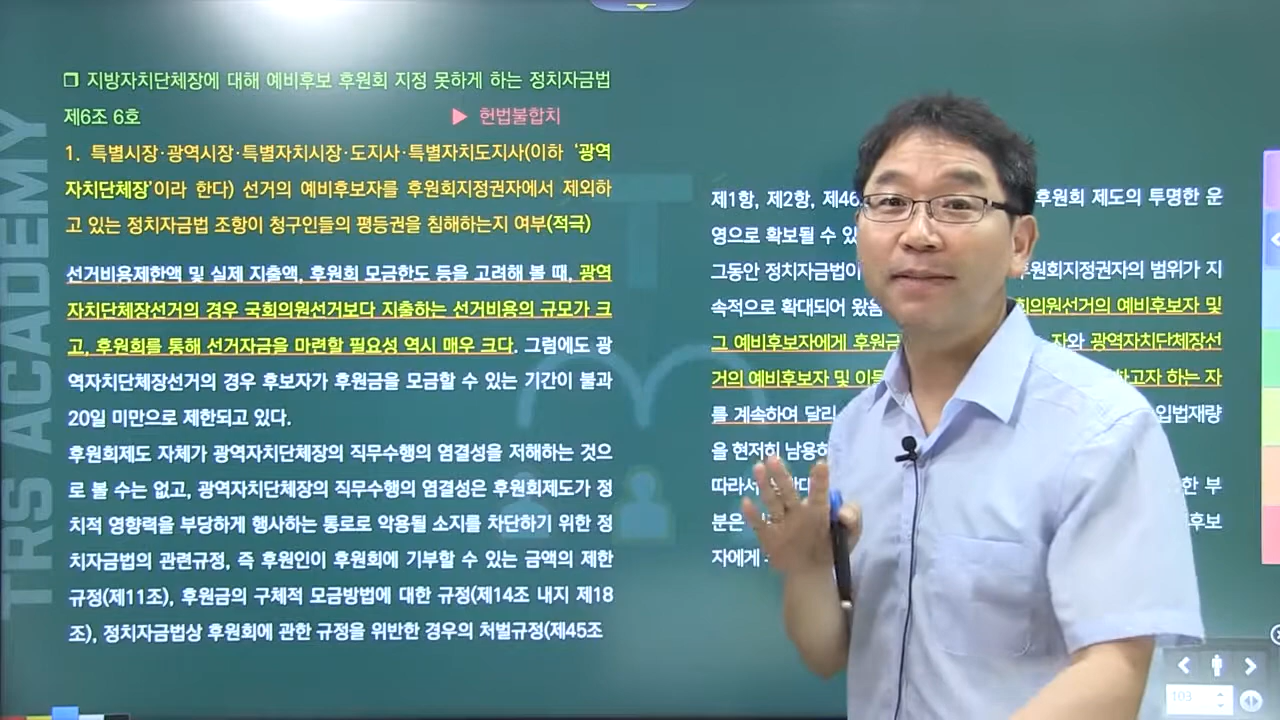 TRS ACADEMY
❐ 지방자치단체장에 대해 예비후보 후원회 지정 못하게 하는 정치자금법
제6조 6호 ▶ 헌법불합치
1. 특별시장·광역시장·특별자치시장·도지사·특별자치도지사(이하 '광역
자치단체장'이라 한다) 선거의 예비후보자를 후원회지정권자에서 제외하
고 있는 정치자금법 조항이 청구인들의 평등권을 침해하는지 여부(적극)
선거비용제한액 및 실제 지출액, 후원회 모금한도 등을 고려해 볼 때, 광역
자치단체장선거의 경우 국회의원선거보다 지출하는 선거비용의 규모가 크
고, 후원회를 통해 선거자금을 마련할 필요성 역시 매우 크다. 그럼에도 광
역자치단체장선거의 경우 후보자가 후원금을 모금할 수 있는 기간이 불과
20일 미만으로 제한되고 있다.
후원회제도 자체가 광역자치단체장의 직무수행의 염결성을 저해하는 것으
로 볼 수는 없고, 광역자치단체장의 직무수행의 염결성은 후원회제도가 정
치적 영향력을 부당하게 행사하는 통로로 악용될 소지를 차단하기 위한 정
치자금법의 관련규정, 즉 후원인이 후원회에 기부할 수 있는 금액의 제한
규정(제11조), 후원금의 구체적 모금방법에 대한 규정(제14조 내지 제18
조), 정치자금법상 후원회에 관한 규정을 위반한 경우의 처벌규정(제45조
제1항, 제2항, 제46 후원회 제도의 투명한 운
영으로 확보될 수 있
그동안 정치자금법이 후원회지정권자의 범위가 지
속적으로 확대되어 왔음 회의원선거의 예비후보자 및
그 예비후보자에게 후원금 자와 광역자치단체장선
거의 예비후보자 및 이들 하고자 하는 자
를 계속하여 달리 입법재량
을 현저히 남용하
따라서 한 부
분은 후보
자에게
103